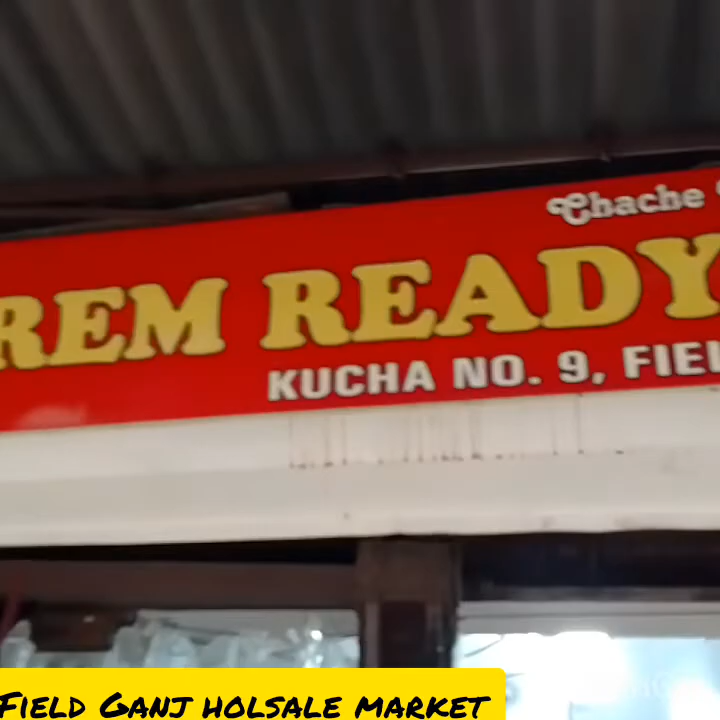 Chache
REM READY
KUCHA NO. 9, FIEL
FIELD GANJ HOLSALE MARKET